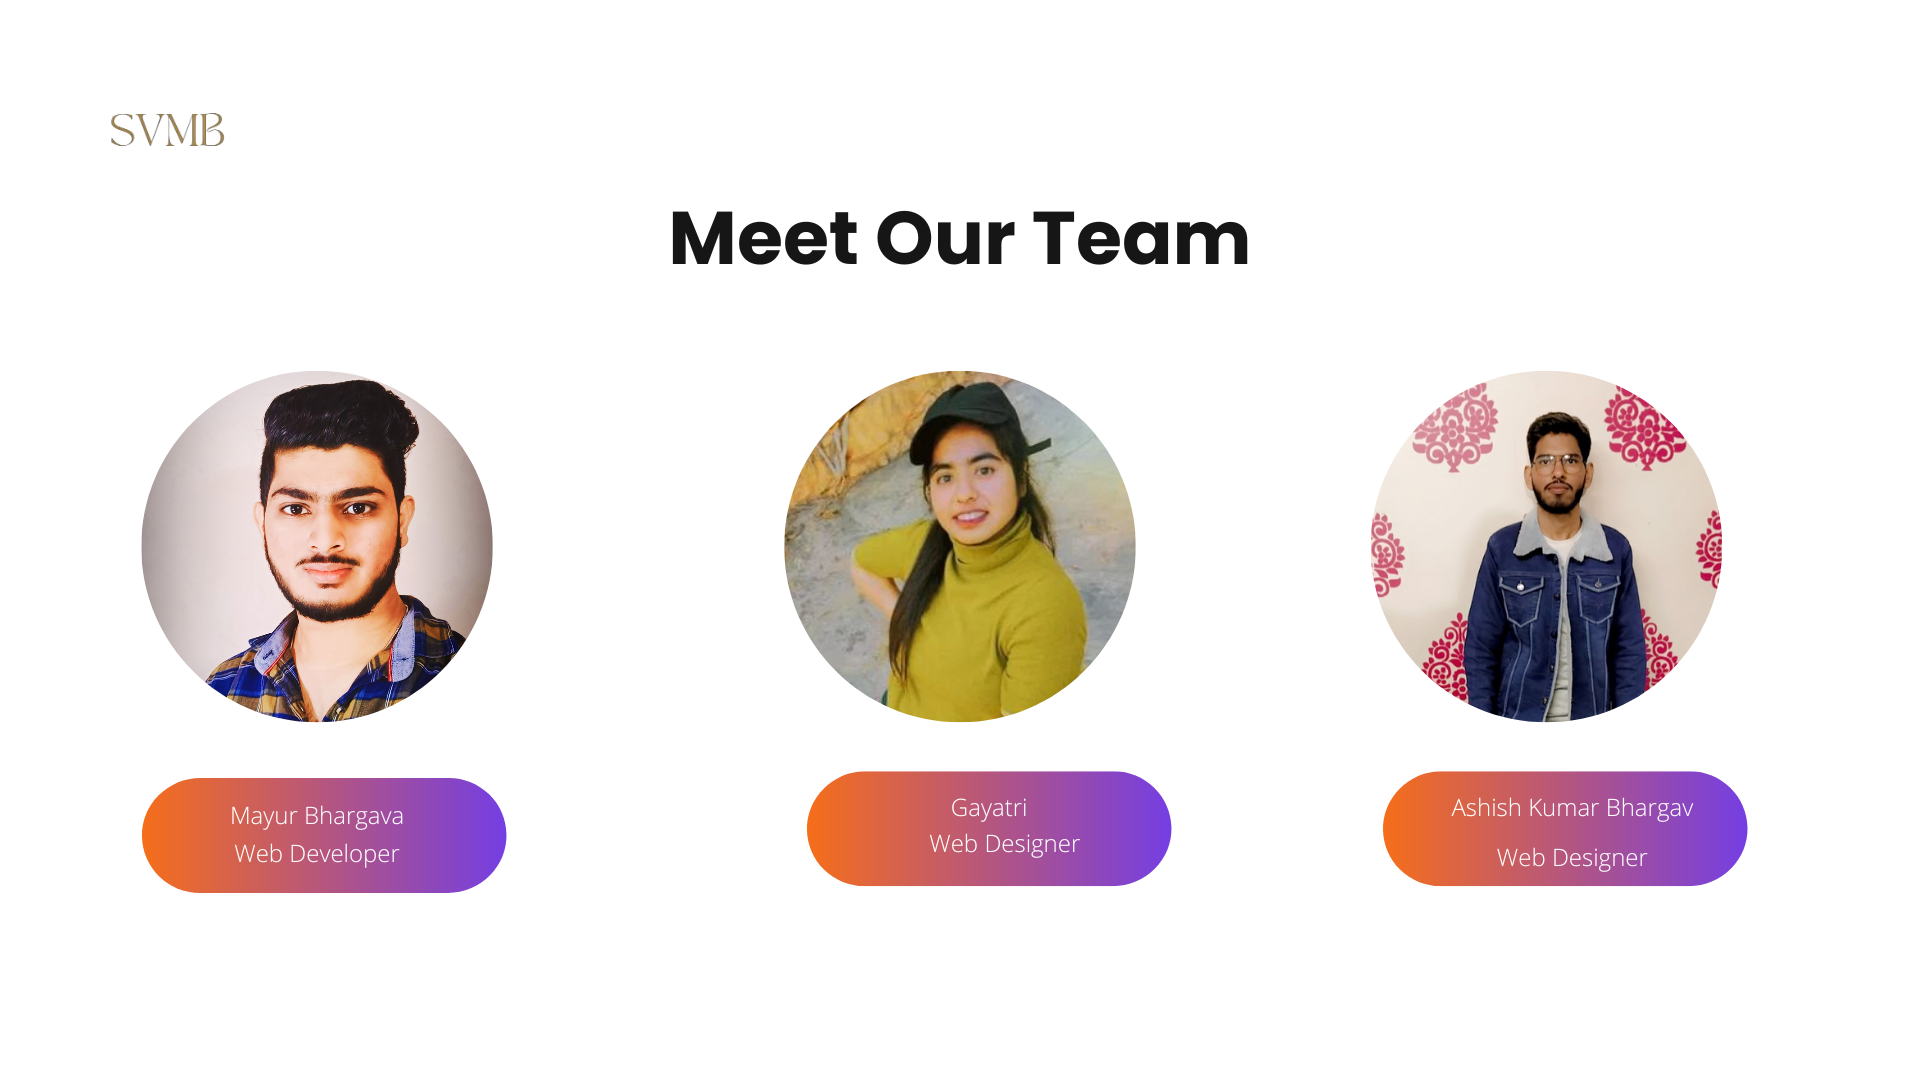 SVMB
Meet Our Team
Mayur Bhargava
Web Developer
Gayatri
Web Designer
Ashish Kumar Bhargav
Web Designer